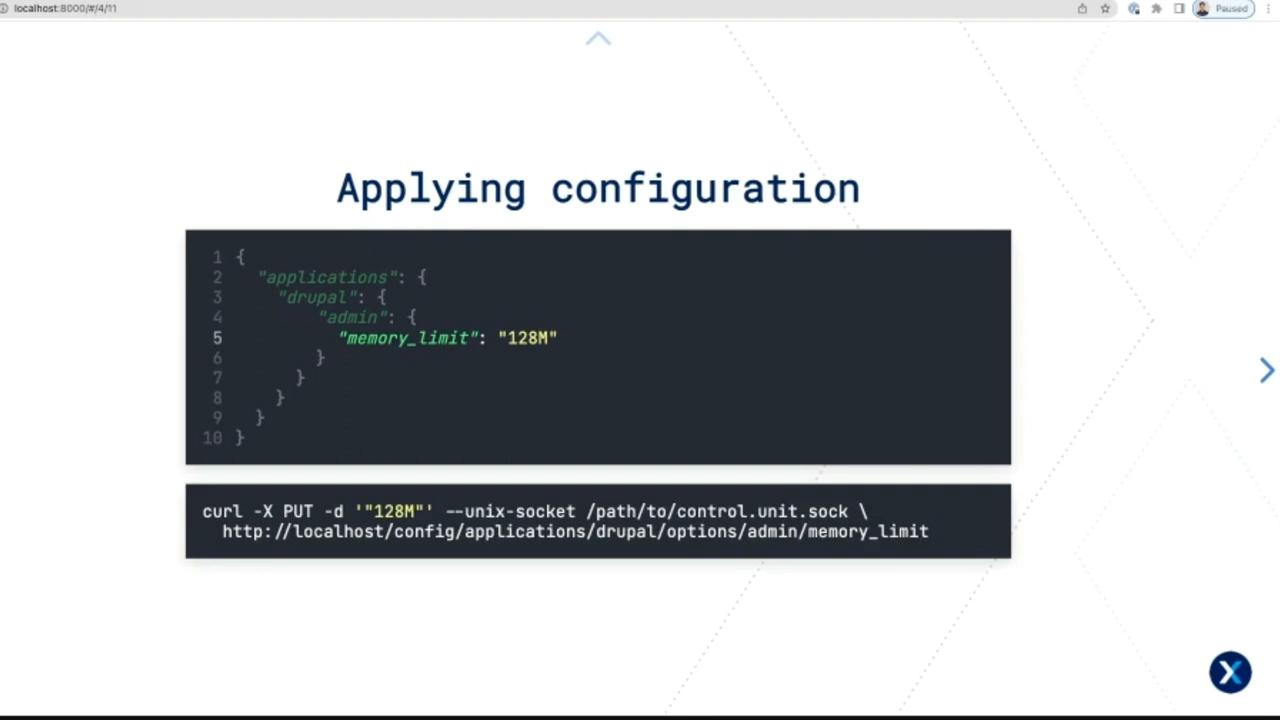 localhost:8000/#/4/11
Paused
Applying configuration
1 {
2   "applications": {
3     "drupal": {
4         "admin": {
5           "memory_limit": "128M"
6         }
7       }
8     }
9   }
10 }
curl -X PUT -d '"128M"' --unix-socket /path/to/control.unit.sock \
  http://localhost/config/applications/drupal/options/admin/memory_limit
X